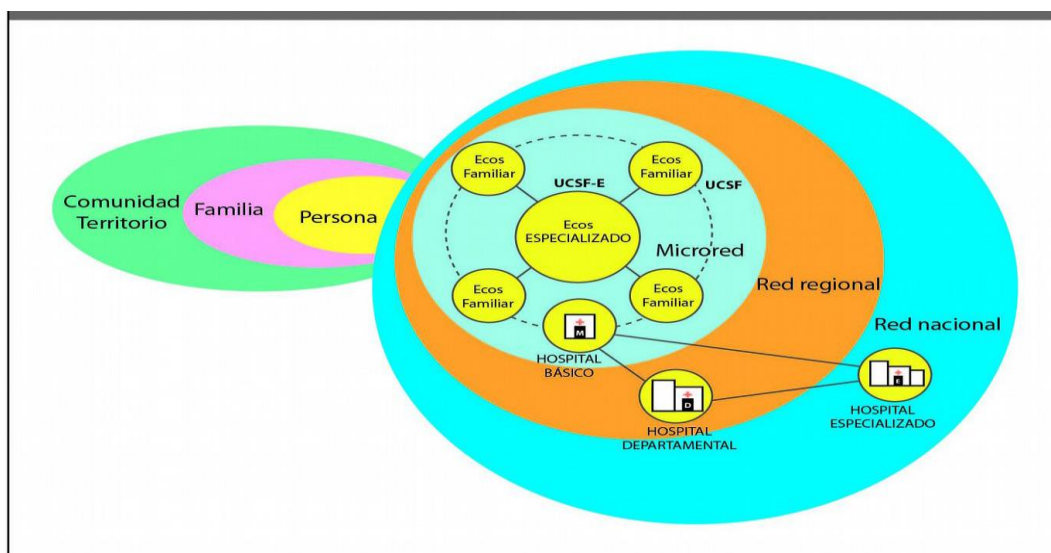 Comunidad
Territorio
Familia
Persona
Ecos
Familiar
Ecos
Familiar
UCSF-E
UCSF
Ecos
ESPECIALIZADO
Microred
Ecos
Familiar
Ecos
Familiar
Red regional
Red nacional
M
HOSPITAL
BÁSICO
D
HOSPITAL
DEPARTAMENTAL
E
HOSPITAL
ESPECIALIZADO